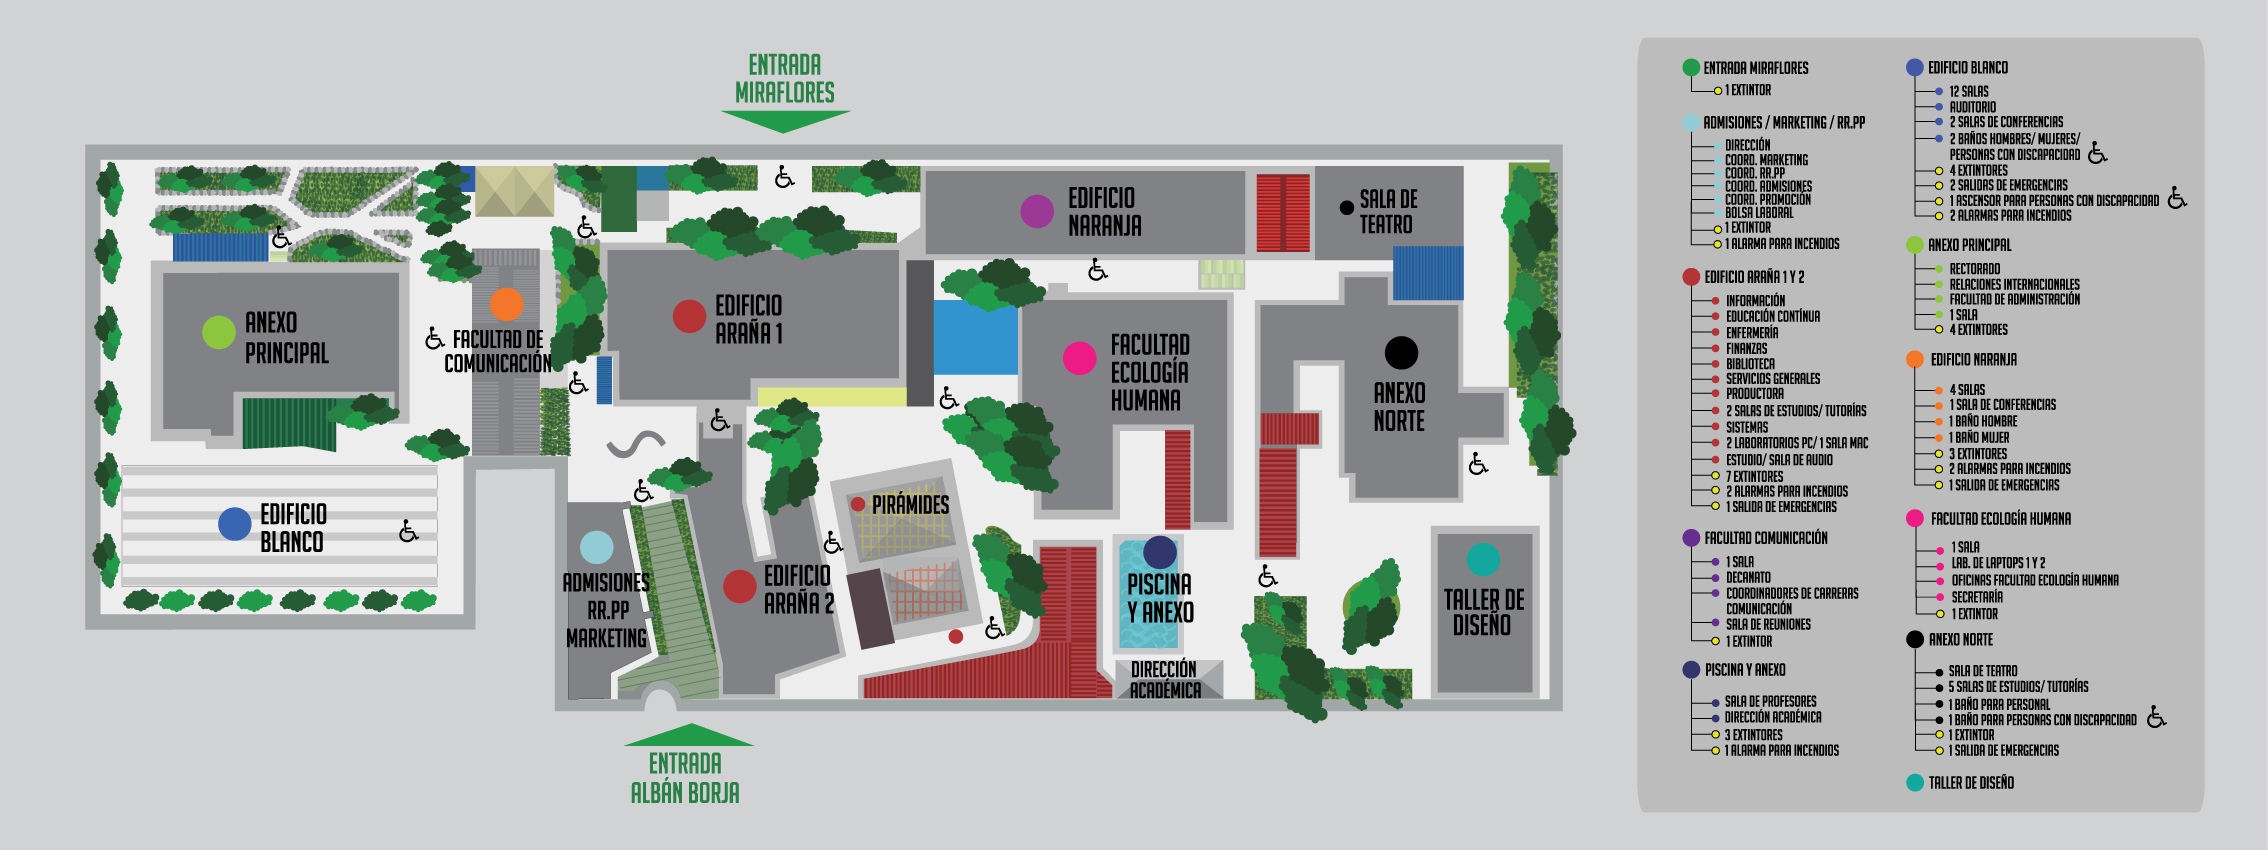 ENTRADA
MIRAFLORES
EDIFICIO
NARANJA
SALA DE
TEATRO
ANEXO
PRINCIPAL
FACULTAD DE
COMUNICACIÓN
EDIFICIO
ARAÑA 1
FACULTAD
ECOLOGÍA
HUMANA
ANEXO
NORTE
EDIFICIO
BLANCO
PIRÁMIDES
ADMISIONES
RR.PP
MARKETING
EDIFICIO
ARAÑA 2
PISCINA
Y ANEXO
TALLER DE
DISEÑO
DIRECCIÓN
ACADÉMICA
ENTRADA
ALBÁN BORJA
ENTRADA MIRAFLORES
1 EXTINTOR
ADMISIONES / MARKETING / RR.PP
DIRECCIÓN
COORD. MARKETING
COORD. RR.PP
COORD. ADMISIONES
COORD. PROMOCIÓN
BOLSA LABORAL
1 EXTINTOR
1 ALARMA PARA INCENDIOS
EDIFICIO ARAÑA 1 Y 2
INFORMACIÓN
EDUCACIÓN CONTÍNUA
ENFERMERÍA
FINANZAS
BIBLIOTECA
SERVICIOS GENERALES
PRODUCTORA
2 SALAS DE ESTUDIOS/ TUTORÍAS
SISTEMAS
2 LABORATORIOS PC/ 1 SALA MAC
ESTUDIO/ SALA DE AUDIO
7 EXTINTORES
2 ALARMAS PARA INCENDIOS
1 SALIDA DE EMERGENCIAS
FACULTAD COMUNICACIÓN
1 SALA
DECANATO
COORDINADORES DE CARRERAS
COMUNICACIÓN
SALA DE REUNIONES
1 EXTINTOR
PISCINA Y ANEXO
SALA DE PROFESORES
DIRECCIÓN ACADÉMICA
3 EXTINTORES
1 ALARMA PARA INCENDIOS
EDIFICIO BLANCO
12 SALAS
AUDITORIO
2 SALAS DE CONFERENCIAS
2 BAÑOS HOMBRES/ MUJERES/
PERSONAS CON DISCAPACIDAD
4 EXTINTORES
2 SALIDAS DE EMERGENCIAS
1 ASCENSOR PARA PERSONAS CON DISCAPACIDAD
2 ALARMAS PARA INCENDIOS
ANEXO PRINCIPAL
RECTORADO
RELACIONES INTERNACIONALES
FACULTAD DE ADMINISTRACIÓN
1 SALA
4 EXTINTORES
EDIFICIO NARANJA
4 SALAS
1 SALA DE CONFERENCIAS
1 BAÑO HOMBRE
1 BAÑO MUJER
3 EXTINTORES
2 ALARMAS PARA INCENDIOS
1 SALIDA DE EMERGENCIAS
FACULTAD ECOLOGÍA HUMANA
1 SALA
LAB. DE LAPTOPS 1 Y 2
OFICINAS FACULTAD ECOLOGÍA HUMANA
SECRETARÍA
1 EXTINTOR
ANEXO NORTE
SALA DE TEATRO
5 SALAS DE ESTUDIOS/ TUTORÍAS
1 BAÑO PARA PERSONAL
1 BAÑO PARA PERSONAS CON DISCAPACIDAD
1 EXTINTOR
1 SALIDA DE EMERGENCIAS
TALLER DE DISEÑO